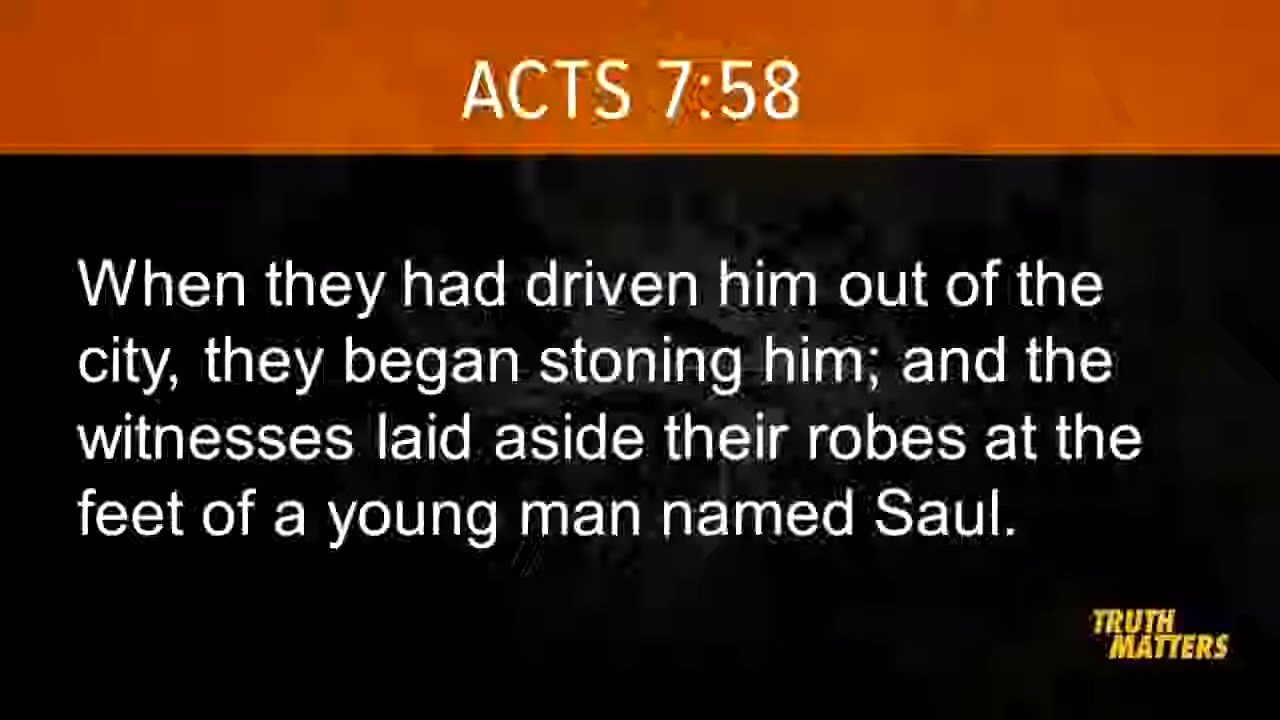 ACTS 7:58
When they had driven him out of the
city, they began stoning him; and the
witnesses laid aside their robes at the
feet of a young man named Saul.
TRUTH
MATTERS